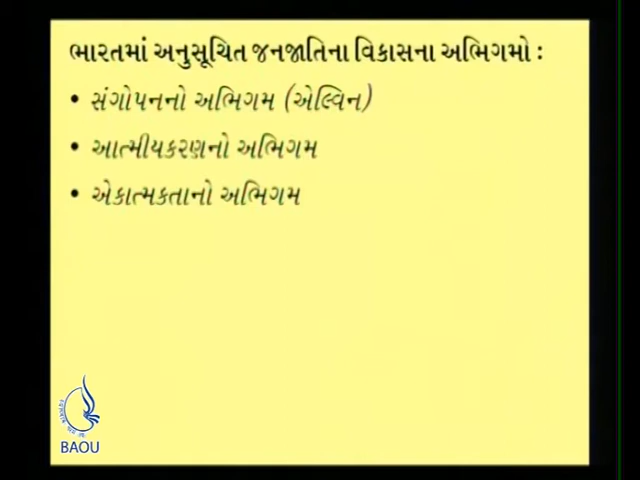 ભારતમાં અનુસૂચિત જનજાતિના વિકાસના અભિગમો :
• સંગોપનનો અભિગમ (એલ્વિન)
• આત્મીયકરણનો અભિગમ
• એકાત્મકતાનો અભિગમ
BAOU